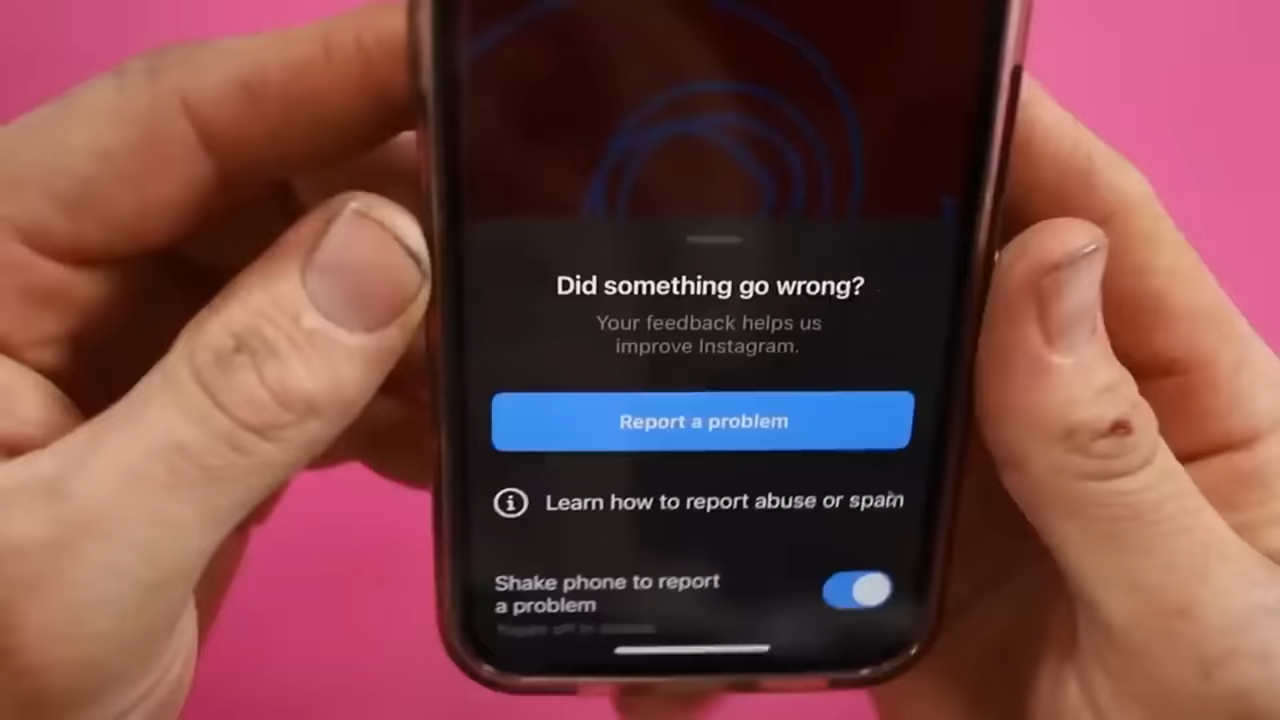 Did something go wrong?
Your feedback helps us
improve Instagram.
Report a problem
Learn how to report abuse or spam
Shake phone to report
a problem